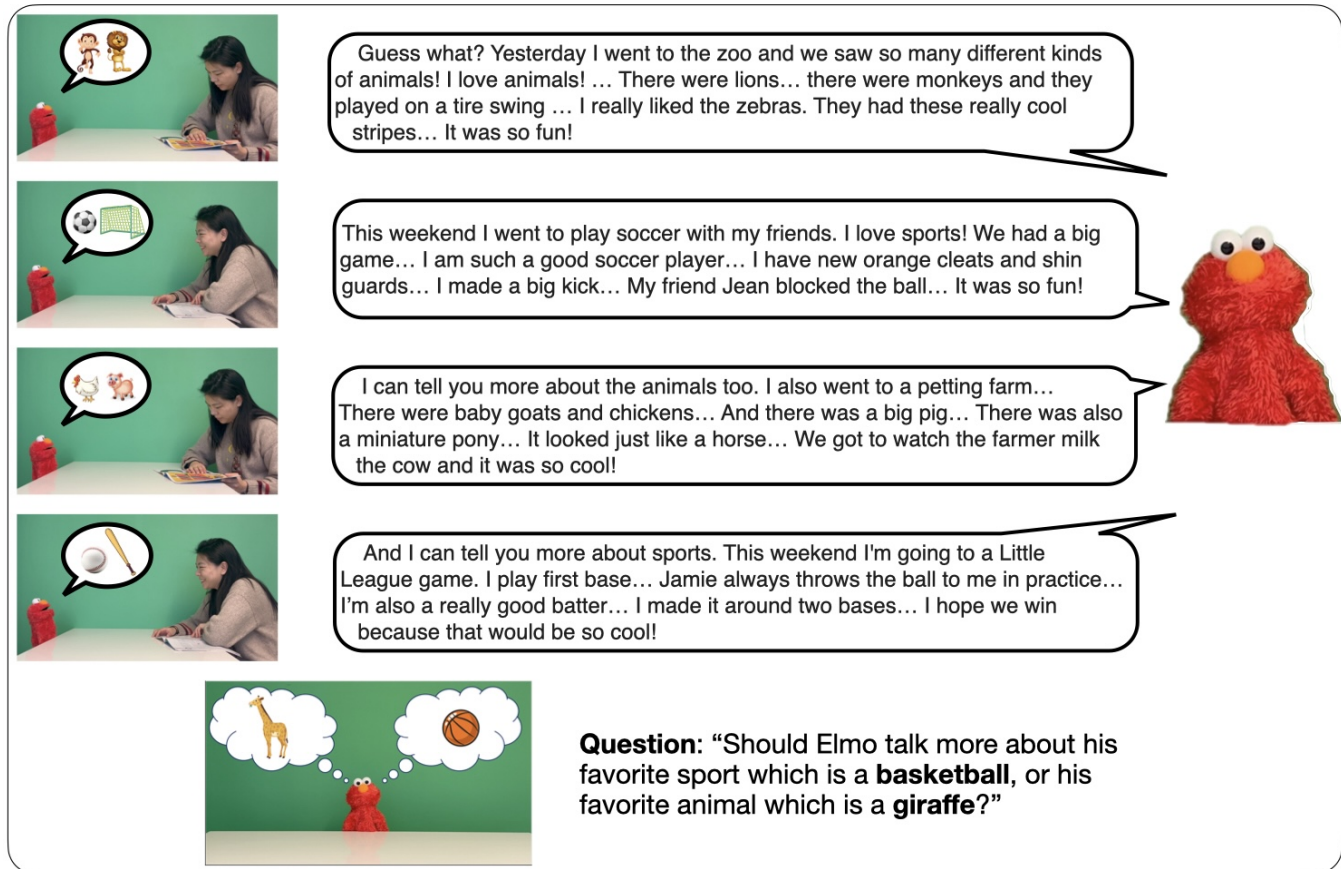 Guess what? Yesterday I went to the zoo and we saw so many different kinds
of animals! I love animals! … There were lions… there were monkeys and they
played on a tire swing … I really liked the zebras. They had these really cool
stripes… It was so fun!
This weekend I went to play soccer with my friends. I love sports! We had a big
game… I am such a good soccer player… I have new orange cleats and shin
guards… I made a big kick… My friend Jean blocked the ball… It was so fun!
I can tell you more about the animals too. I also went to a petting farm…
There were baby goats and chickens… And there was a big pig… There was also
a miniature pony… It looked just like a horse… We got to watch the farmer milk
the cow and it was so cool!
And I can tell you more about sports. This weekend I'm going to a Little
League game. I play first base… Jamie always throws the ball to me in practice…
I'm also a really good batter… I made it around two bases… I hope we win
because that would be so cool!
Question: “Should Elmo talk more about his
favorite sport which is a basketball, or his
favorite animal which is a giraffe?”